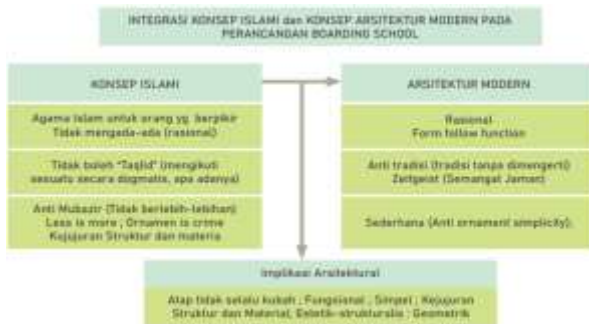 INTEGRASI KONSEP ISLAMI dan KONSEP ARSITEKTUR MODERN PADA
PERANCANGAN BOARDING SCHOOL
KONSEP ISLAMI
Agama Islam untuk orang yg. berpikir
Tidak mengada-ada (rasional)
Tidak boleh "Taqlid" (mengikuti
sesuatu secara dogmatis, apa adanya)
Anti Mubazir (Tidak berlebih-lebihan)
Less is more ; Ornamen is crime
Kejujuran Struktur dan materia
ARSITEKTUR MODERN
Rasional
Form follow function
Anti tradisi (tradisi tanpa dimengerti)
Zeitgeist (Semangat Jaman)
Sederhana (Anti ornament simplicity).
Implikasi Arsitektural
Atap tidak selalu kubah ; Fungsional ; Simpel ; Kejujuran
Struktur dan Material, Estetik-strukturalis ; Geometrik